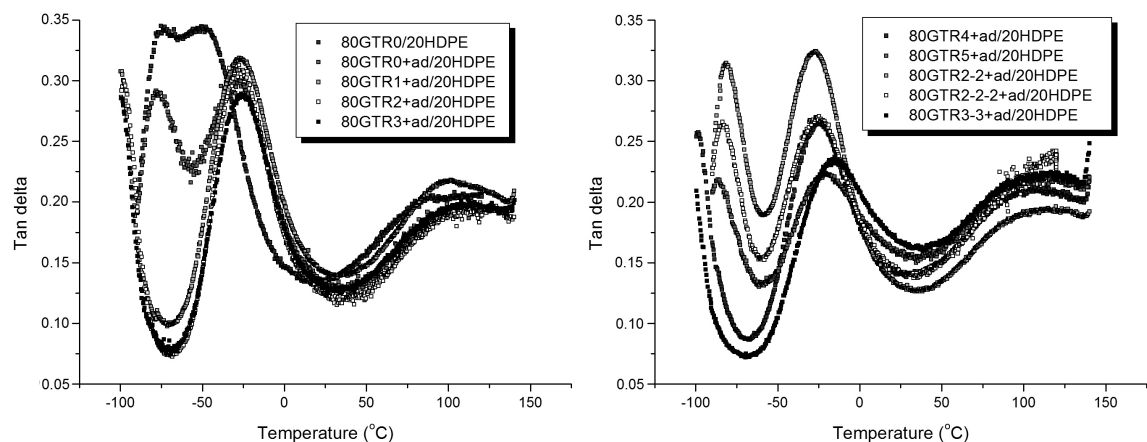 0.35
0.30
0.25
0.20
0.15
0.10
0.05
Tan delta
-100
-50
0
50
100
150
Temperature (°C)
80GTR0/20HDPE
80GTR0+ad/20HDPE
80GTR1+ad/20HDPE
80GTR2+ad/20HDPE
80GTR3+ad/20HDPE
0.35
0.30
0.25
0.20
0.15
0.10
0.05
Tan delta
-100
-50
0
50
100
150
Temperature (°C)
80GTR4+ad/20HDPE
80GTR5+ad/20HDPE
80GTR2-2+ad/20HDPE
80GTR2-2-2+ad/20HDPE
80GTR3-3+ad/20HDPE